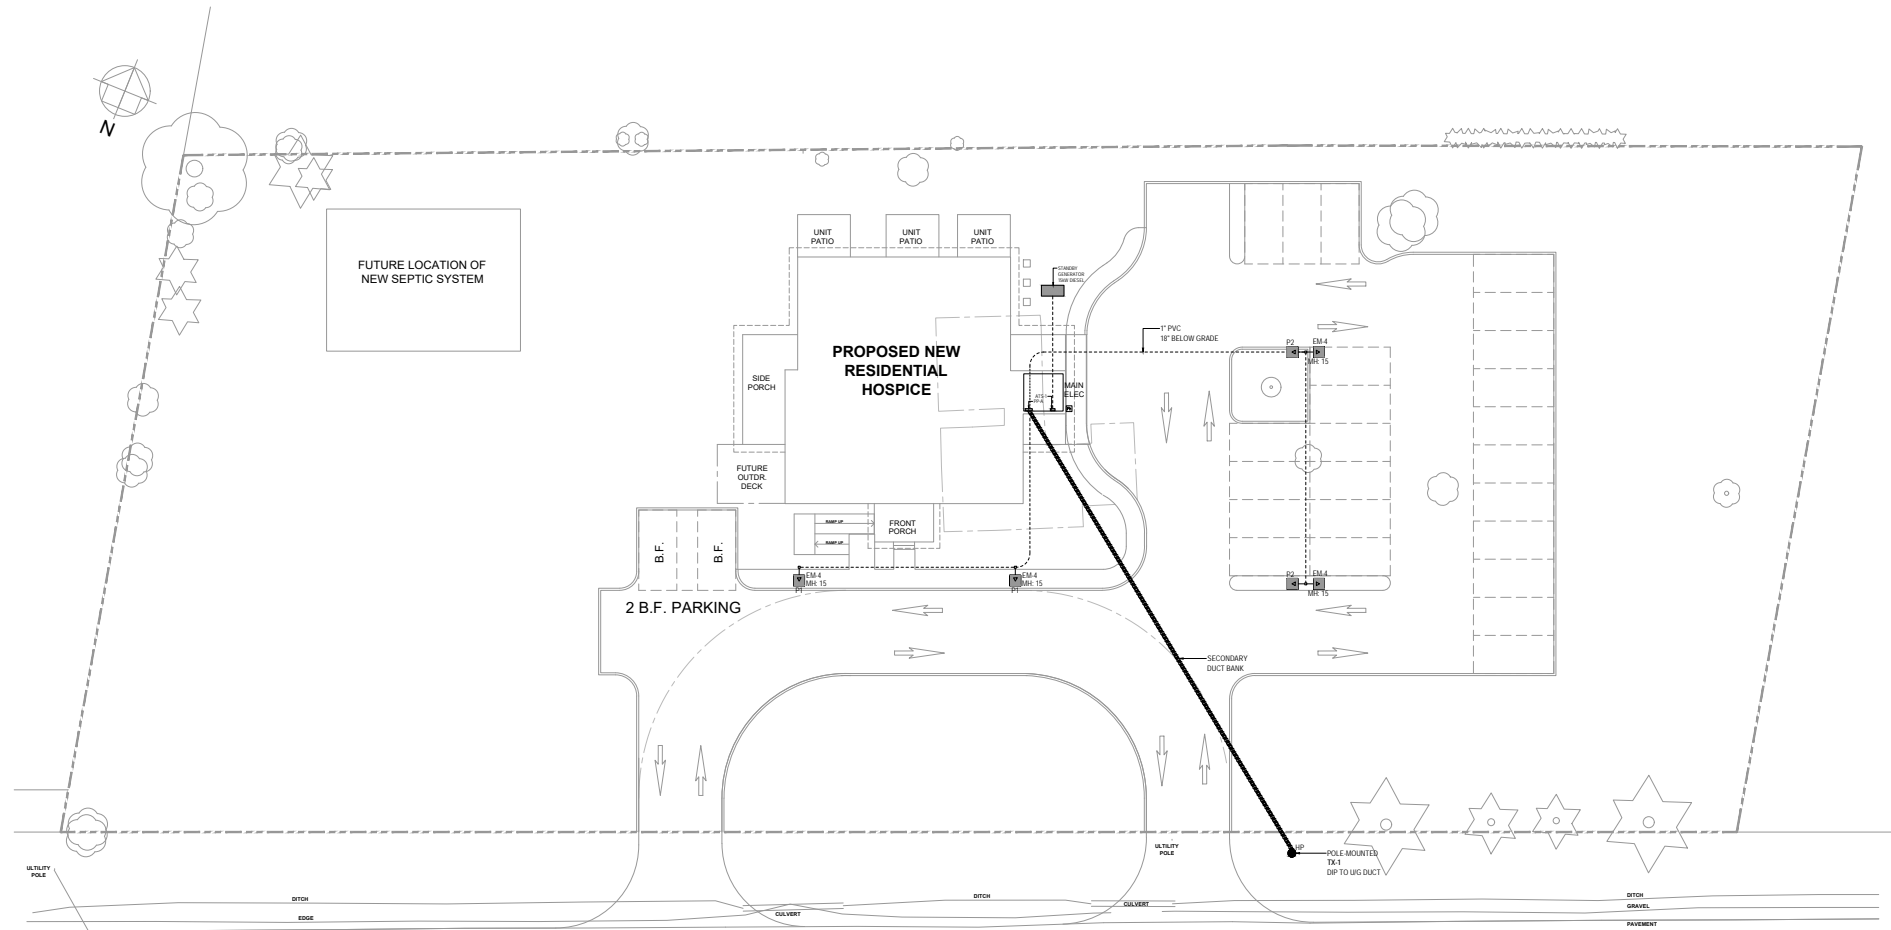 N
FUTURE LOCATION OF
NEW SEPTIC SYSTEM
UNIT
PATIO
UNIT
PATIO
UNIT
PATIO
STANDBY
GENERATOR
DIESEL
1" PVC
18" BELOW GRADE
PROPOSED NEW
RESIDENTIAL
HOSPICE
SIDE
PORCH
MAIN
ELEC
ATS-1
PP-A
P2
EM-4
MH: 15
FUTURE
OUTDR.
DECK
RAMP UP
RAMP UP
FRONT
PORCH
B.F.
B.F.
EM-4
MH: 15
P1
EM-4
MH: 15
P1
P2
EM-4
MH: 15
2 B.F. PARKING
SECONDARY
DUCT BANK
ULTILITY
POLE
HP
POLE-MOUNTED
TX-1
DIP TO U/G DUCT
ULTILITY
POLE
DITCH
DITCH
DITCH
CULVERT
GRAVEL
CULVERT
EDGE
PAVEMENT